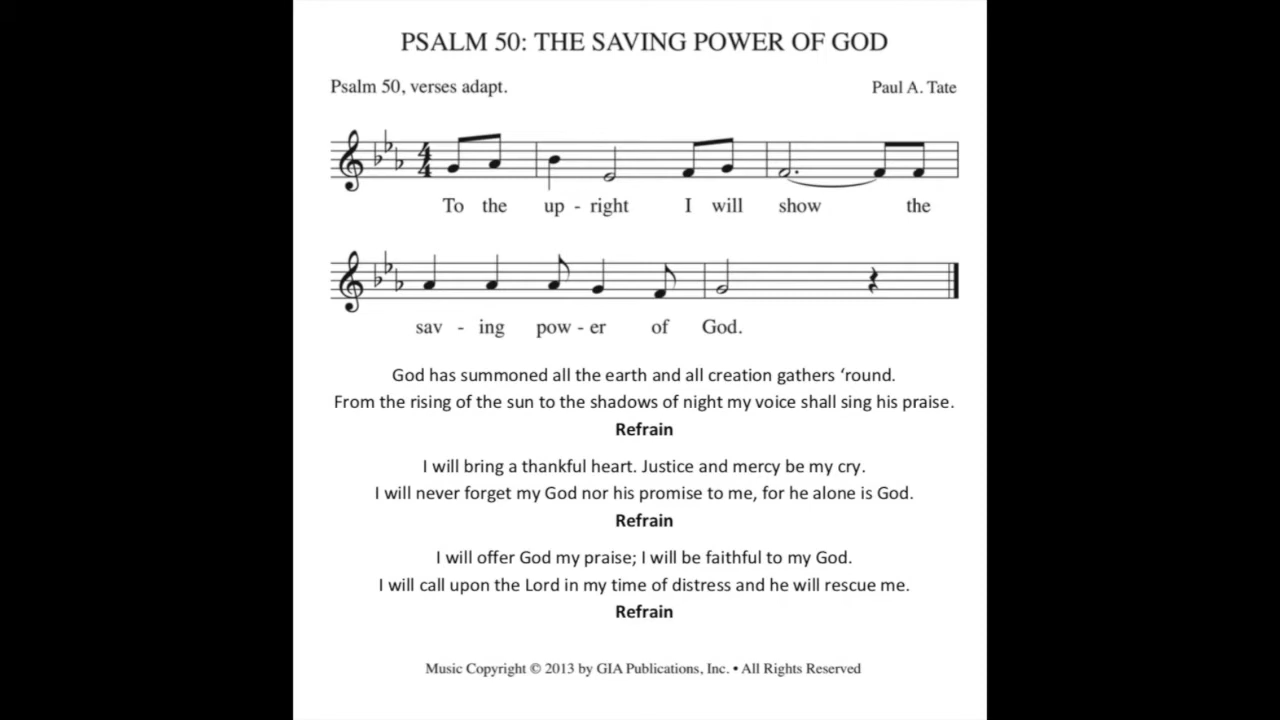 PSALM 50: THE SAVING POWER OF GOD
Psalm 50, verses adapt.
Paul A. Tate
4
4
To the up - right I will show the
sav - ing pow - er of God.
God has summoned all the earth and all creation gathers ‘round.
From the rising of the sun to the shadows of night my voice shall sing his praise.
Refrain
I will bring a thankful heart. Justice and mercy be my cry.
I will never forget my God nor his promise to me, for he alone is God.
Refrain
I will offer God my praise; I will be faithful to my God.
I will call upon the Lord in my time of distress and he will rescue me.
Refrain
Music Copyright © 2013 by GIA Publications, Inc. • All Rights Reserved